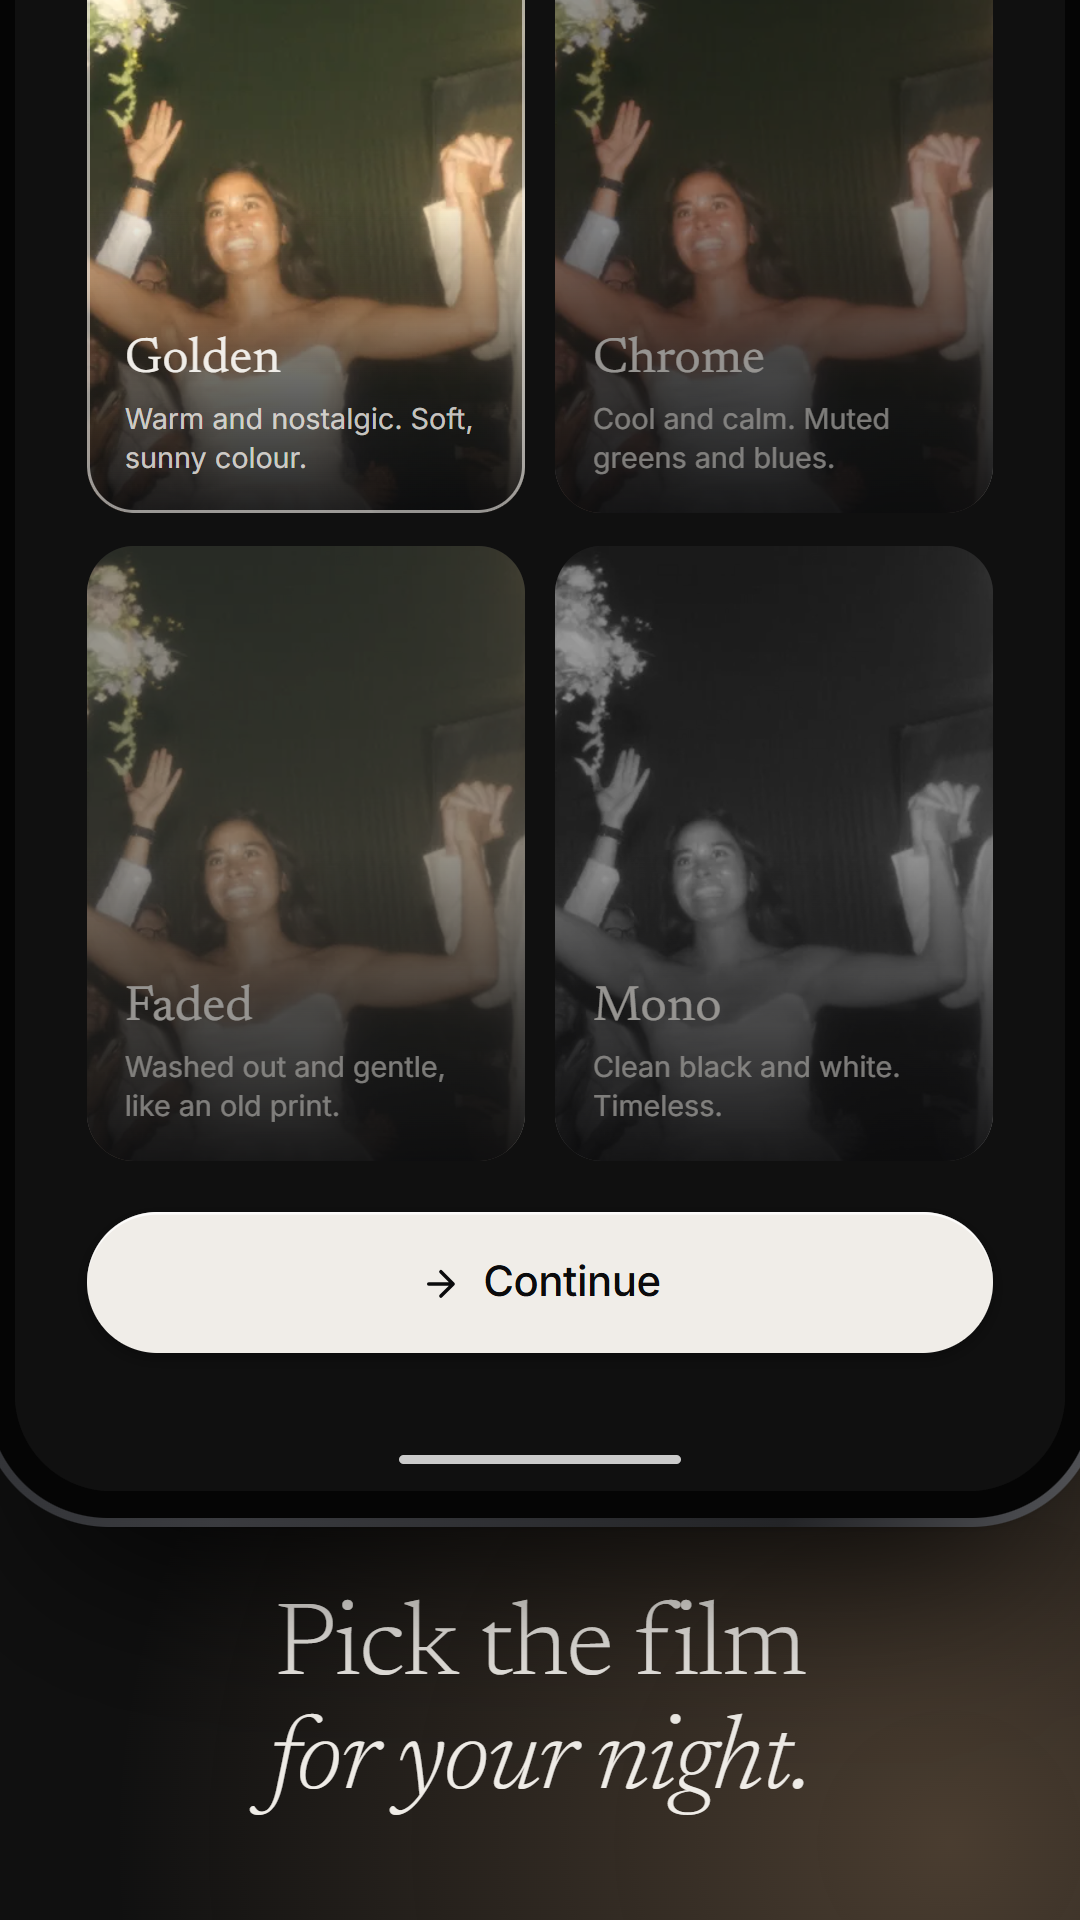 Golden
Warm and nostalgic. Soft,
sunny colour.
Chrome
Cool and calm. Muted
greens and blues.
Faded
Washed out and gentle,
like an old print.
Mono
Clean black and white.
Timeless.
→ Continue
Pick the film
for your night.